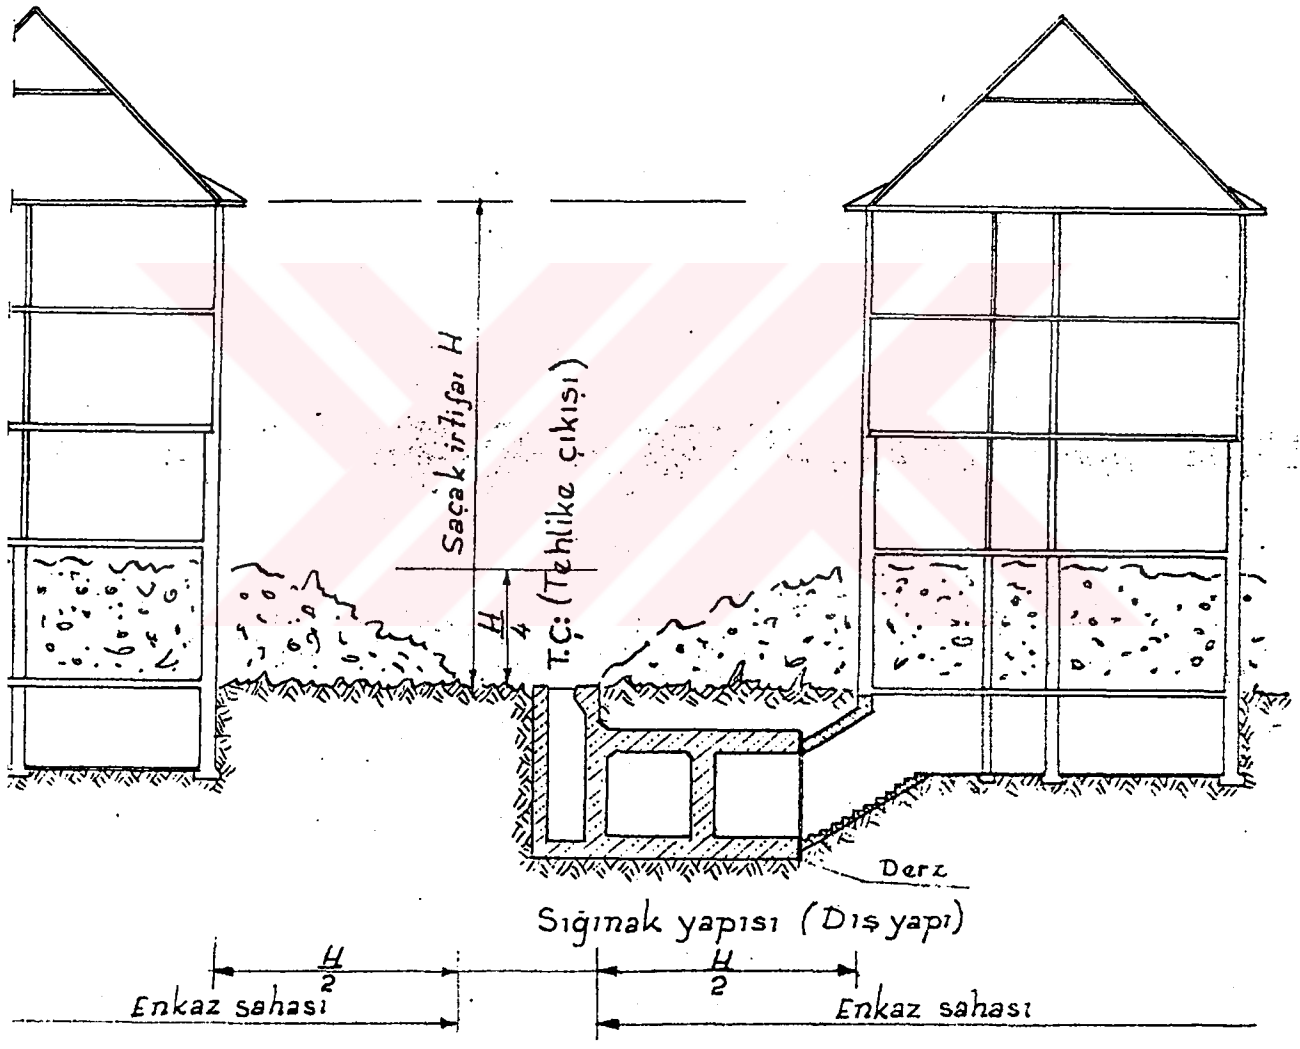 Saçak irtifaı H
T.Ç: (Tehlike çıkışı)
H
4
Derz
Sığınak yapısı (Dış yapı)
H
2
H
2
Enkaz sahası
Enkaz sahası